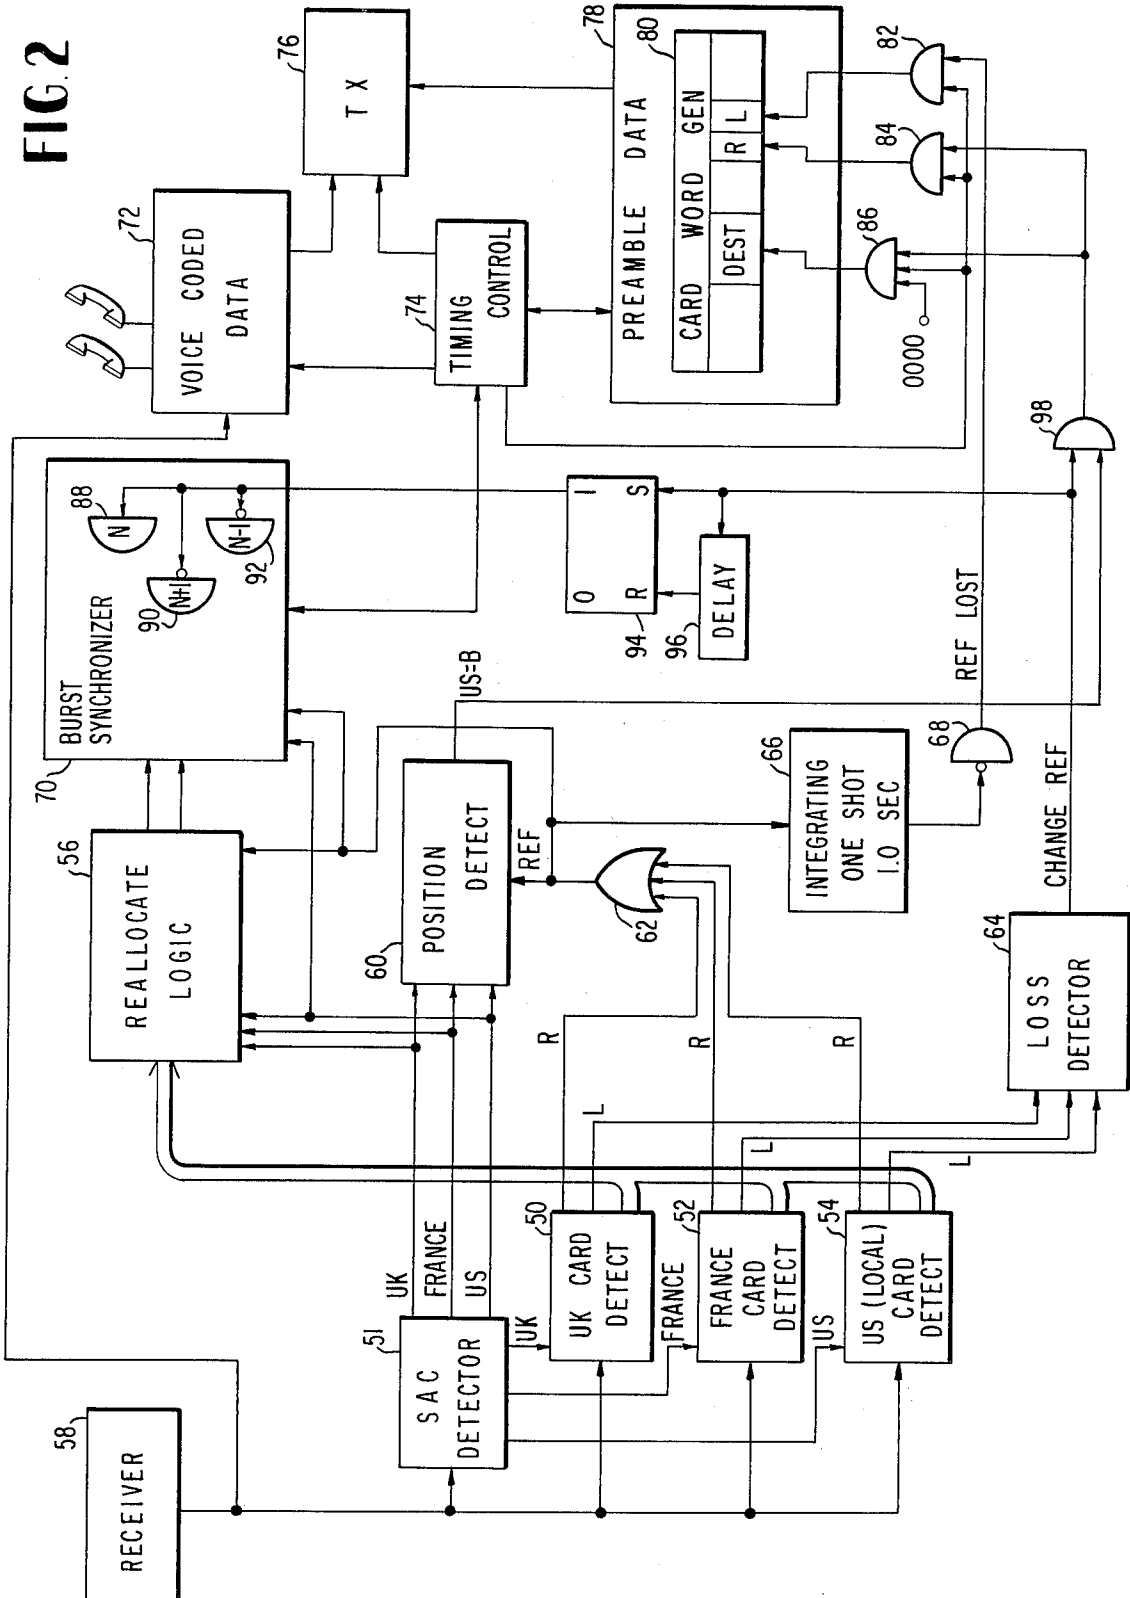 FIG. 2
58
RECEIVER
51
SAC
DETECTOR
UK
FRANCE
US
UK
FRANCE
US
50
UK CARD
DETECT
52
FRANCE
CARD
DETECT
54
US (LOCAL)
CARD
DETECT
R
L
R
L
R
L
56
REALLOCATE
LOGIC
60
POSITION
DETECT
REF
62
64
LOSS
DETECTOR
66
INTEGRATING
ONE SHOT
1.0 SEC
68
REF LOST
CHANGE REF
US=B
70
BURST
SYNCHRONIZER
88
N
90
N+1
92
N-1
94
0
1
R
S
96
DELAY
98
72
VOICE CODED
DATA
74
TIMING
CONTROL
76
TX
78
PREAMBLE DATA
80
CARD WORD GEN
DEST
R
L
82
84
86
0000